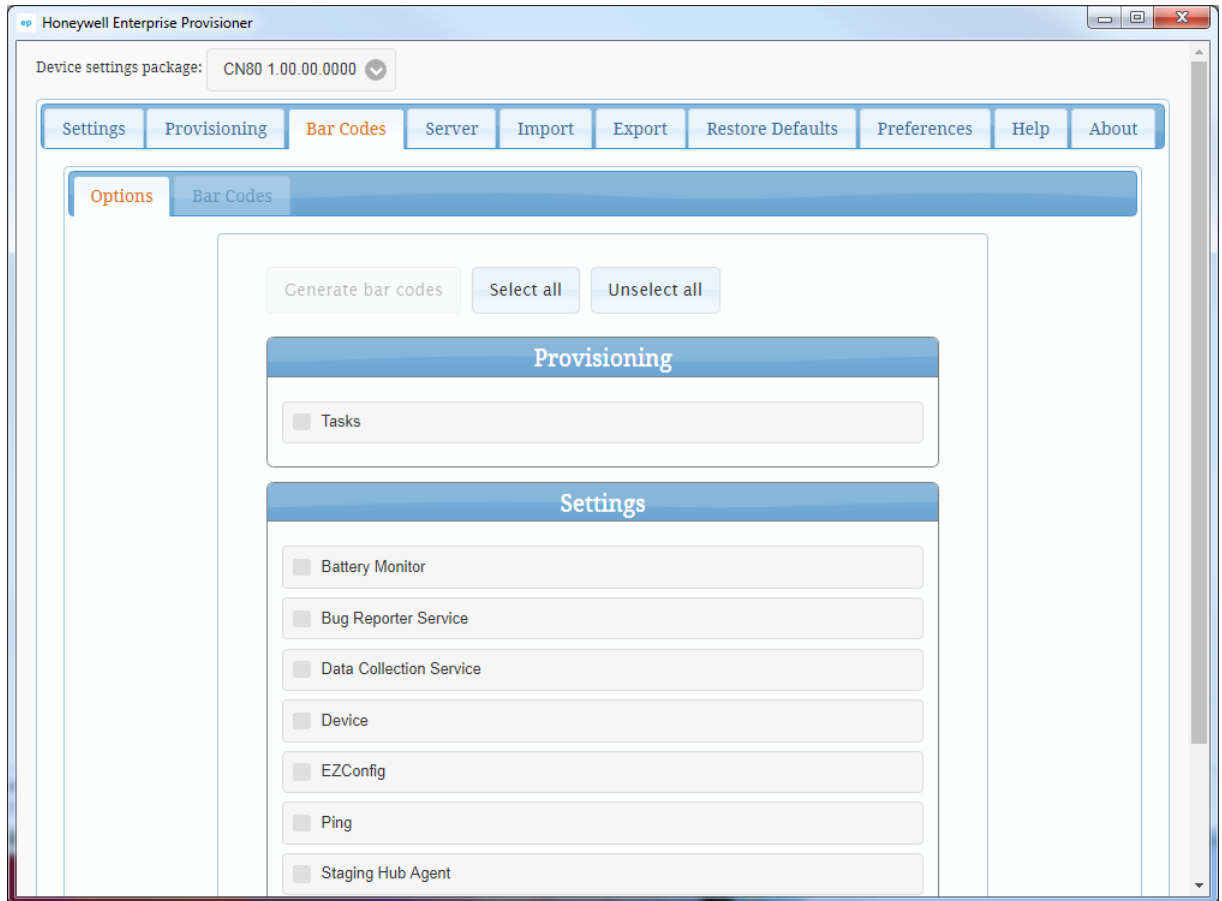 ep Honeywell Enterprise Provisioner
Device settings package: CN80 1.00.00.0000
Settings Provisioning Bar Codes Server Import Export Restore Defaults Preferences Help About
Options Bar Codes
Generate bar codes Select all Unselect all
Provisioning
Tasks
Settings
Battery Monitor
Bug Reporter Service
Data Collection Service
Device
EZConfig
Ping
Staging Hub Agent